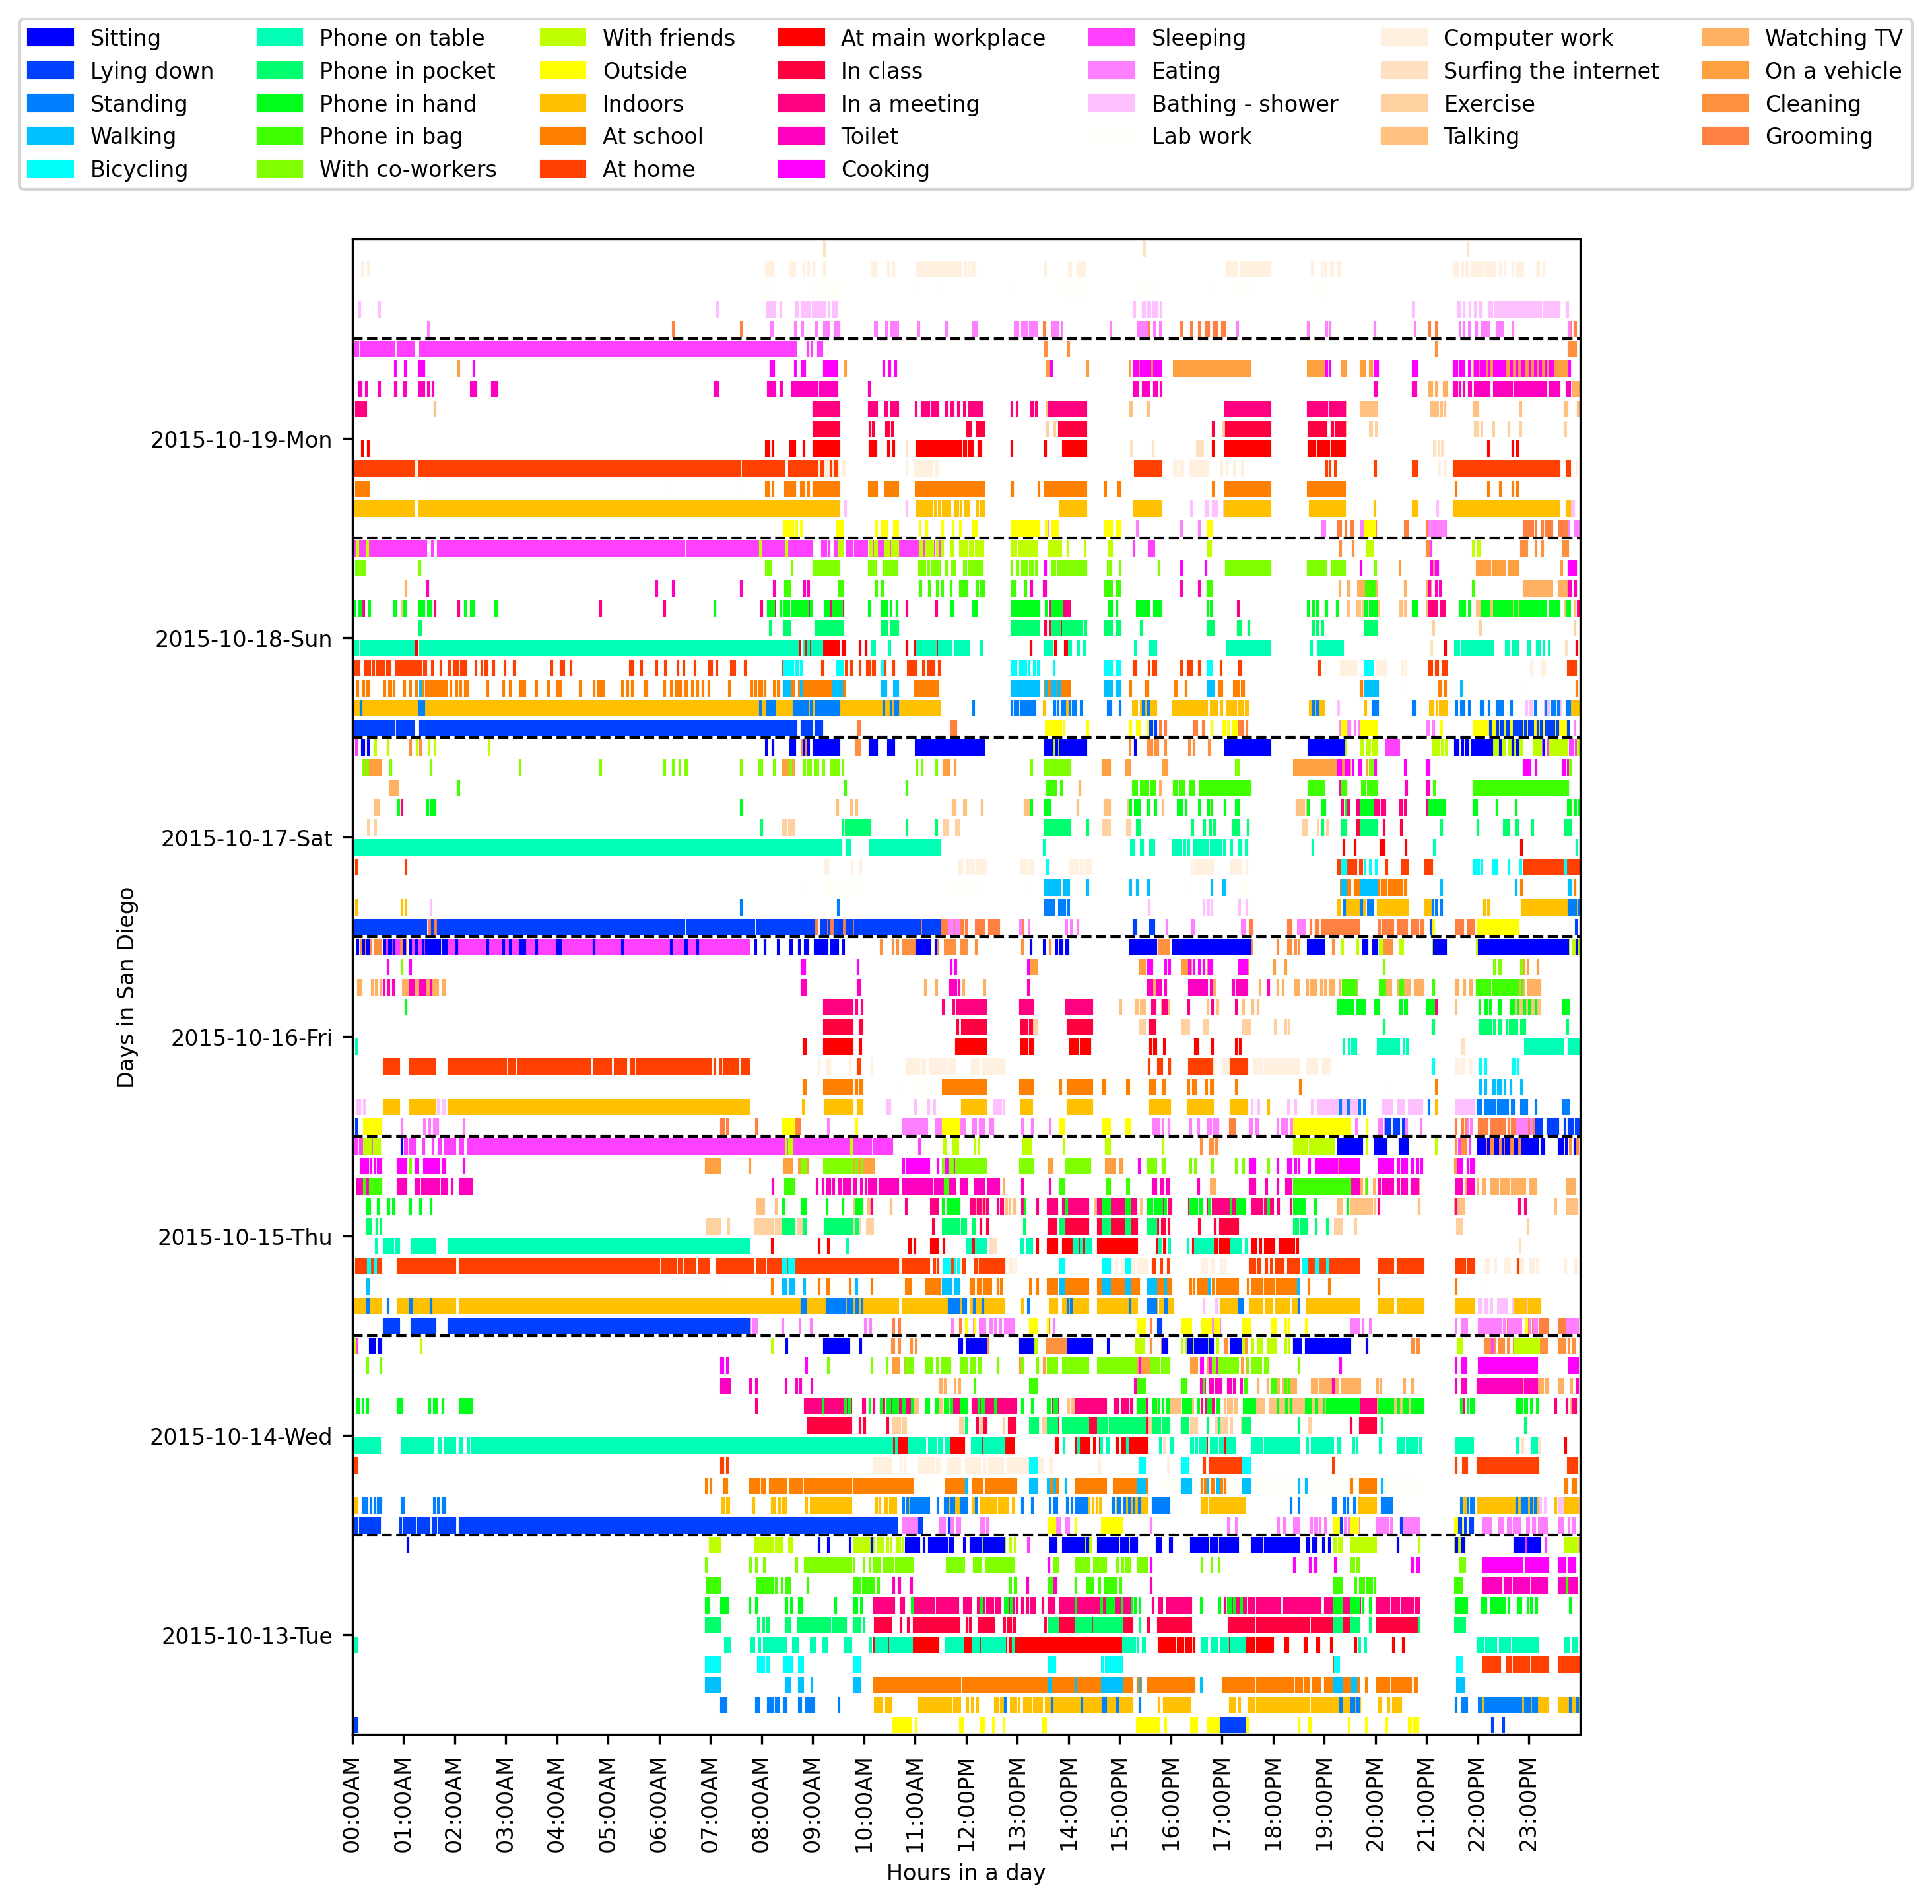 Sitting
Lying down
Standing
Walking
Bicycling
Phone on table
Phone in pocket
Phone in hand
Phone in bag
With co-workers
With friends
Outside
Indoors
At school
At home
At main workplace
In class
In a meeting
Toilet
Cooking
Sleeping
Eating
Bathing - shower
Lab work
Computer work
Surfing the internet
Exercise
Talking
Watching TV
On a vehicle
Cleaning
Grooming
Days in San Diego
2015-10-19-Mon
2015-10-18-Sun
2015-10-17-Sat
2015-10-16-Fri
2015-10-15-Thu
2015-10-14-Wed
2015-10-13-Tue
00:00AM
01:00AM
02:00AM
03:00AM
04:00AM
05:00AM
06:00AM
07:00AM
08:00AM
09:00AM
10:00AM
11:00AM
12:00PM
13:00PM
14:00PM
15:00PM
16:00PM
17:00PM
18:00PM
19:00PM
20:00PM
21:00PM
22:00PM
23:00PM
Hours in a day